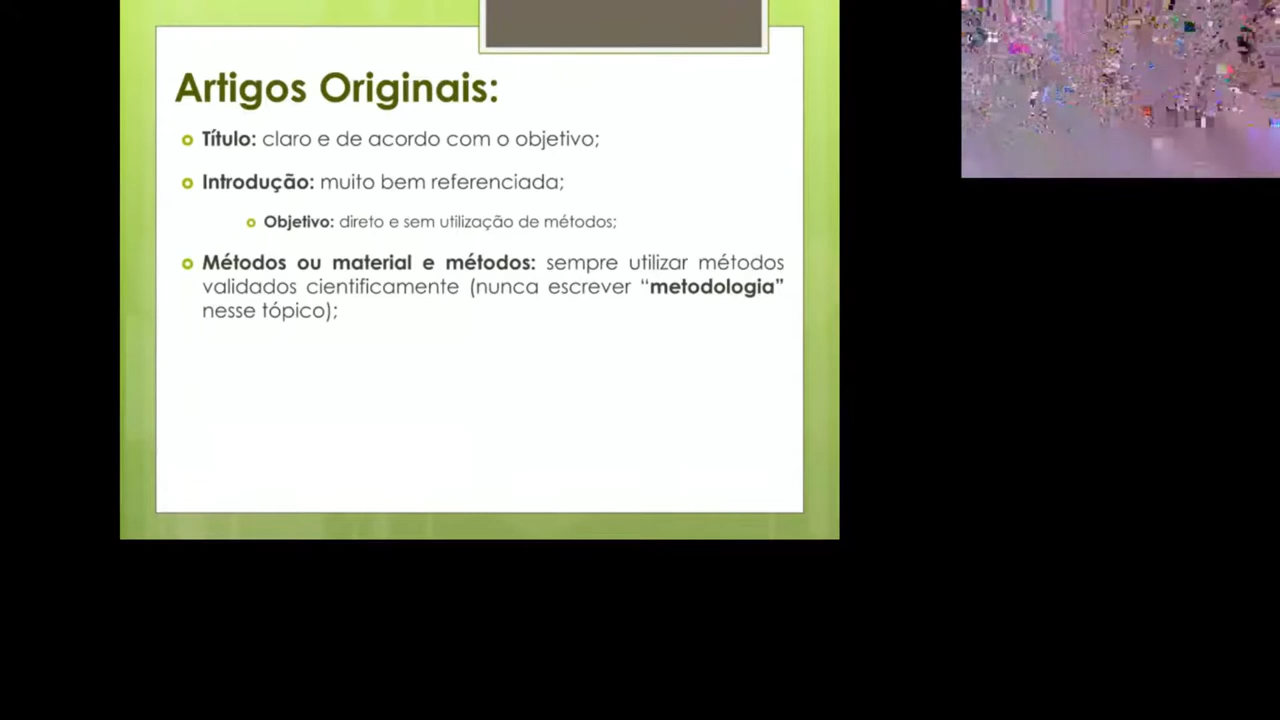 Artigos Originais:
Título: claro e de acordo com o objetivo;
Introdução: muito bem referenciada;
Objetivo: direto e sem utilização de métodos;
Métodos ou material e métodos: sempre utilizar métodos
validados cientificamente (nunca escrever “metodologia”
nesse tópico);